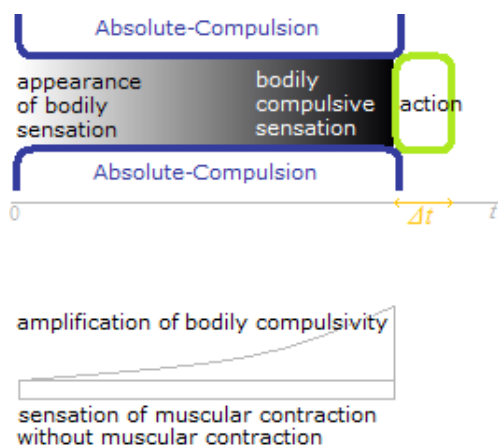 Absolute-Compulsion
appearance
of bodily
sensation
bodily
compulsive
sensation
action
Absolute-Compulsion
0
Δt
t
amplification of bodily compulsivity
sensation of muscular contraction
without muscular contraction